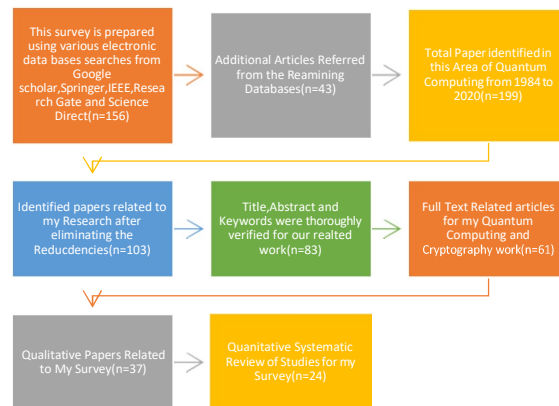 This survey is prepared
using various electronic
data bases searches from
Google
scholar,Springer,IEEE,Resea
rch Gate and Science
Direct(n=156)
Additional Articles Referred
from the Reamining
Databases(n=43)
Total Paper identified in
this Area of Quantum
Computing from 1984 to
2020(n=199)
Identified papers related to
my Research after
eliminating the
Reducdencies(n=103)
Title,Abstract and
Keywords were thoroughly
verified for our realted
work(n=83)
Full Text Related articles
for my Quantum
Computing and
Cryptography work(n=61)
Qualitative Papers Related
to My Survey(n=37)
Quanitative Systematic
Review of Studies for my
Survey(n=24)